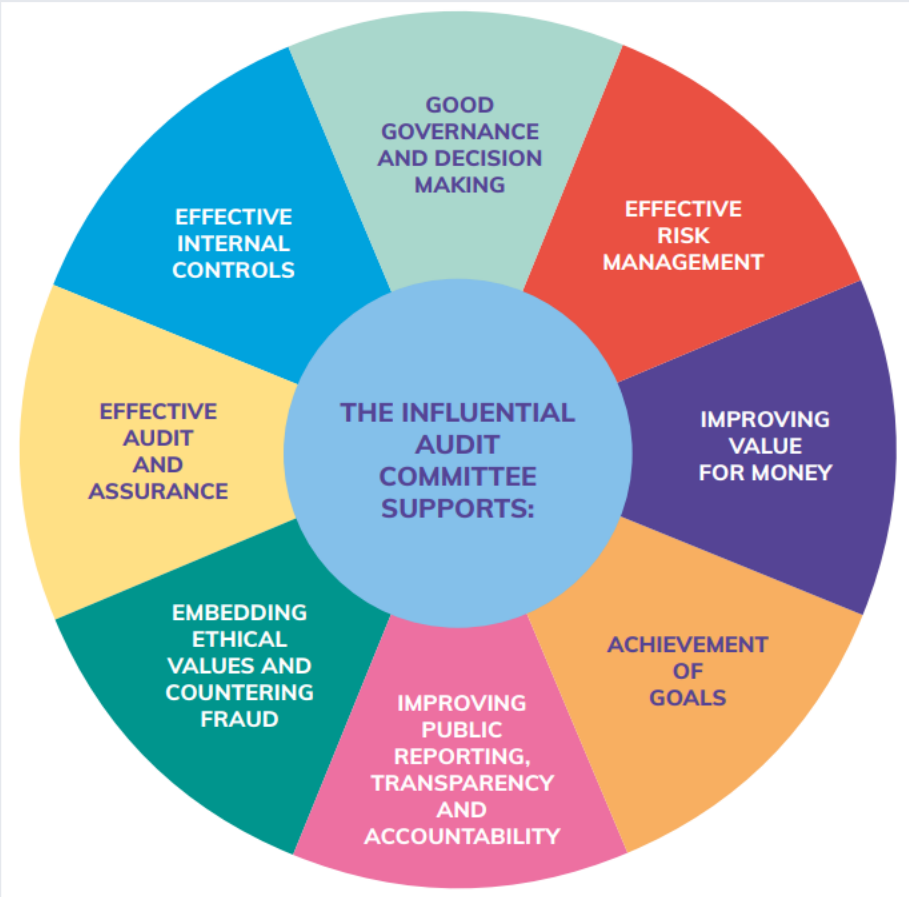 THE INFLUENTIAL
AUDIT
COMMITTEE
SUPPORTS:
GOOD
GOVERNANCE
AND DECISION
MAKING
EFFECTIVE
RISK
MANAGEMENT
IMPROVING
VALUE
FOR MONEY
ACHIEVEMENT
OF
GOALS
IMPROVING
PUBLIC
REPORTING,
TRANSPARENCY
AND
ACCOUNTABILITY
EMBEDDING
ETHICAL
VALUES AND
COUNTERING
FRAUD
EFFECTIVE
AUDIT
AND
ASSURANCE
EFFECTIVE
INTERNAL
CONTROLS